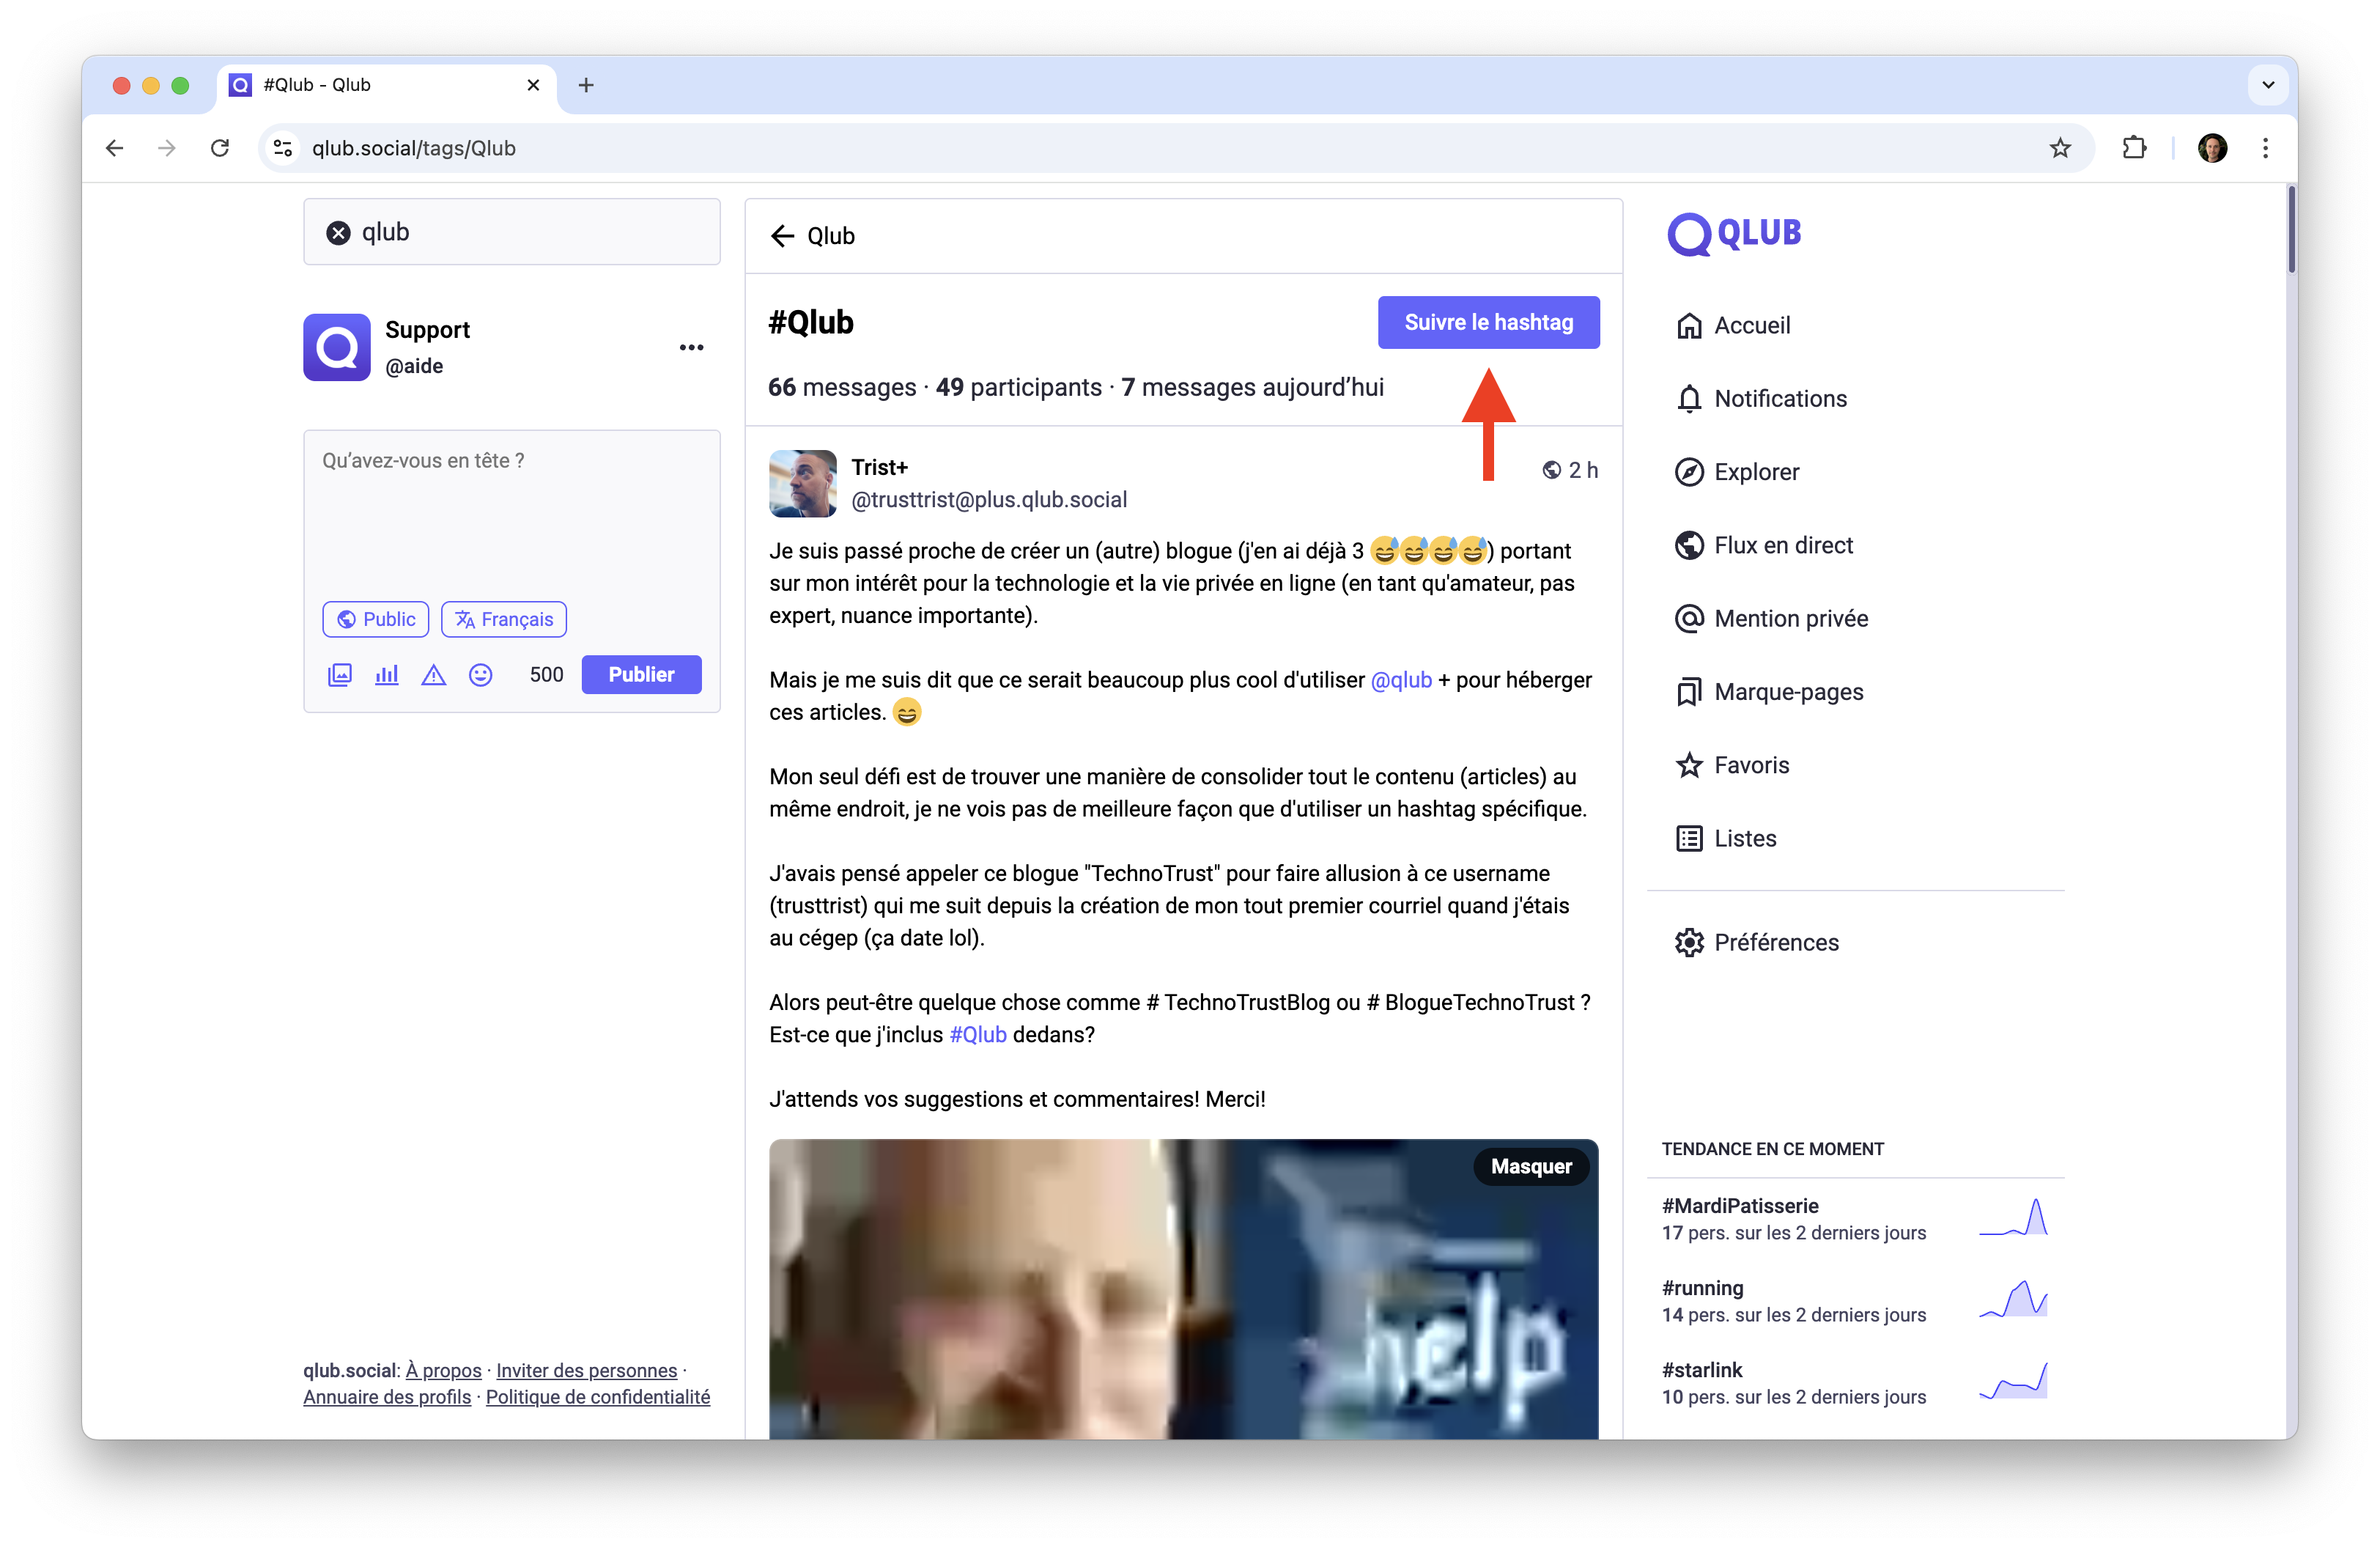 #Qlub - Qlub
qlub.social/tags/Qlub
qlub
Support
@aide
Qu’avez-vous en tête ?
Public
Français
500
Publier
qlub.social: À propos · Inviter des personnes ·
Annuaire des profils · Politique de confidentialité
Qlub
#Qlub
Suivre le hashtag
66 messages · 49 participants · 7 messages aujourd’hui
Trist+
2 h
@trusttrist@plus.qlub.social
Je suis passé proche de créer un (autre) blogue (j'en ai déjà 3 😅😅😅😅) portant
sur mon intérêt pour la technologie et la vie privée en ligne (en tant qu'amateur, pas
expert, nuance importante).
Mais je me suis dit que ce serait beaucoup plus cool d'utiliser @qlub + pour héberger
ces articles. 😄
Mon seul défi est de trouver une manière de consolider tout le contenu (articles) au
même endroit, je ne vois pas de meilleure façon que d'utiliser un hashtag spécifique.
J'avais pensé appeler ce blogue "TechnoTrust" pour faire allusion à ce username
(trusttrist) qui me suit depuis la création de mon tout premier courriel quand j'étais
au cégep (ça date lol).
Alors peut-être quelque chose comme # TechnoTrustBlog ou # BlogueTechnoTrust ?
Est-ce que j'inclus #Qlub dedans?
J'attends vos suggestions et commentaires! Merci!
Masquer
help
QLUB
Accueil
Notifications
Explorer
Flux en direct
Mention privée
Marque-pages
Favoris
Listes
Préférences
TENDANCE EN CE MOMENT
#MardiPatisserie
17 pers. sur les 2 derniers jours
#running
14 pers. sur les 2 derniers jours
#starlink
10 pers. sur les 2 derniers jours